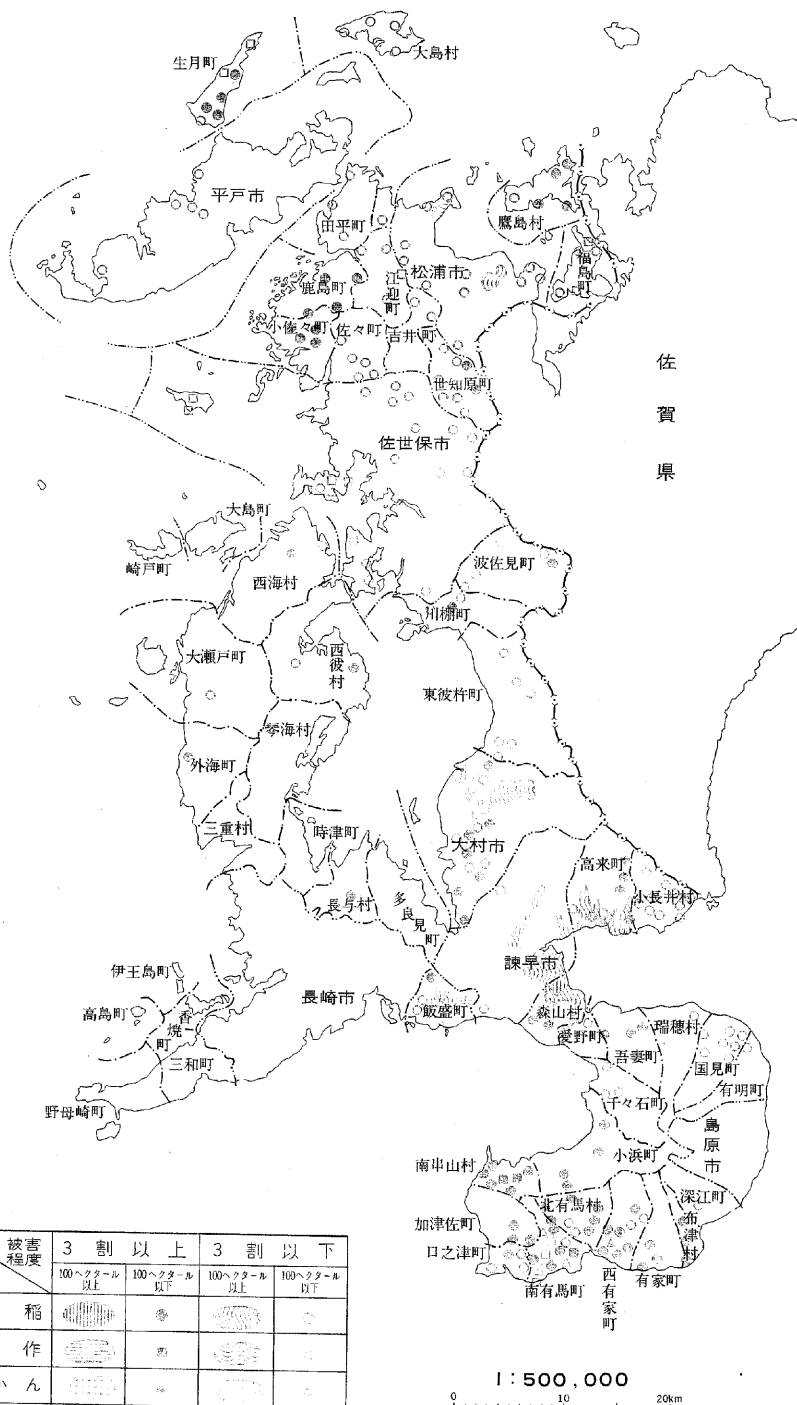 生月町
大島村
平戸市
田平町
鷹島村
福島町
松浦市
江迎町
鹿島町
小佐々町
佐々町
吉井町
世知原町
佐賀県
佐世保市
大島町
崎戸町
西海村
波佐見町
川棚町
大瀬戸町
西彼村
東彼杵町
琴海村
外海町
三重村
時津町
大村市
長与村
多良見町
高来町
小長井村
諫早市
伊王島町
高島町
香焼町
長崎市
飯盛町
森山村
愛野町
三和町
野母崎町
吾妻町
瑞穂村
国見町
有明町
千々石町
島原市
小浜町
南串山村
北有馬村
深江町
布津村
加津佐町
口之津町
南有馬町
西有家町
有家町
被害程度
3割以上 3割以下
100ヘクタール以上 100ヘクタール以下 100ヘクタール以上 100ヘクタール以下
稲
作
かん
1:500,000
0 10 20km